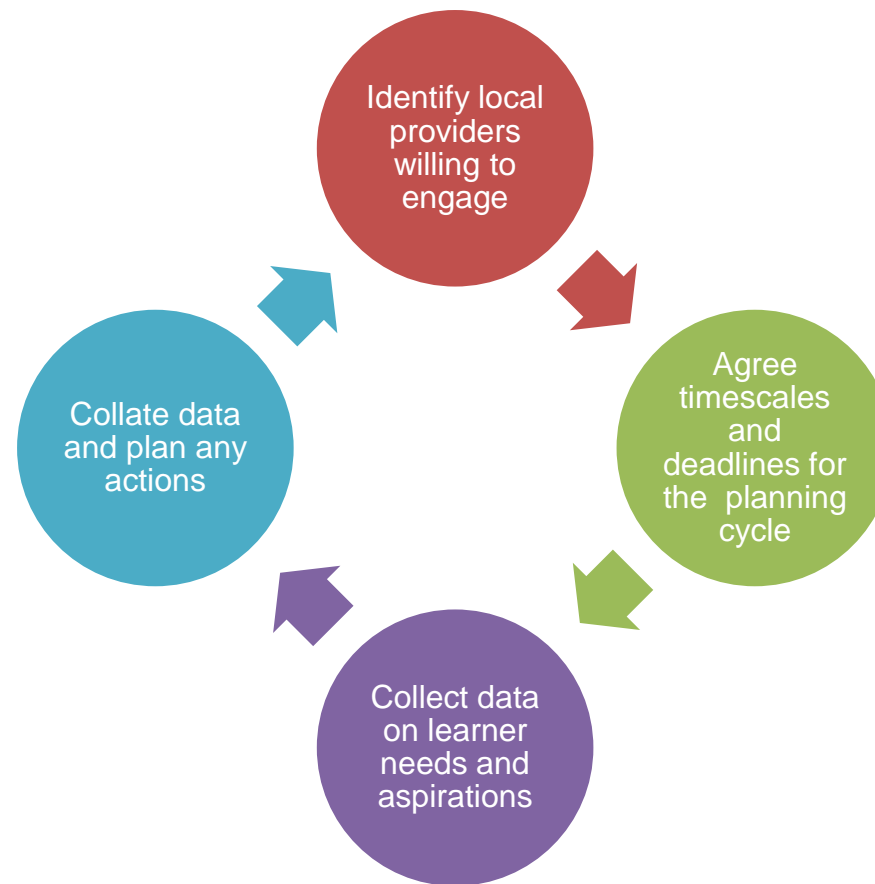 Identify local
providers
willing to
engage
Agree
timescales
and
deadlines for
the  planning
cycle
Collect data
on learner
needs and
aspirations
Collate data
and plan any
actions